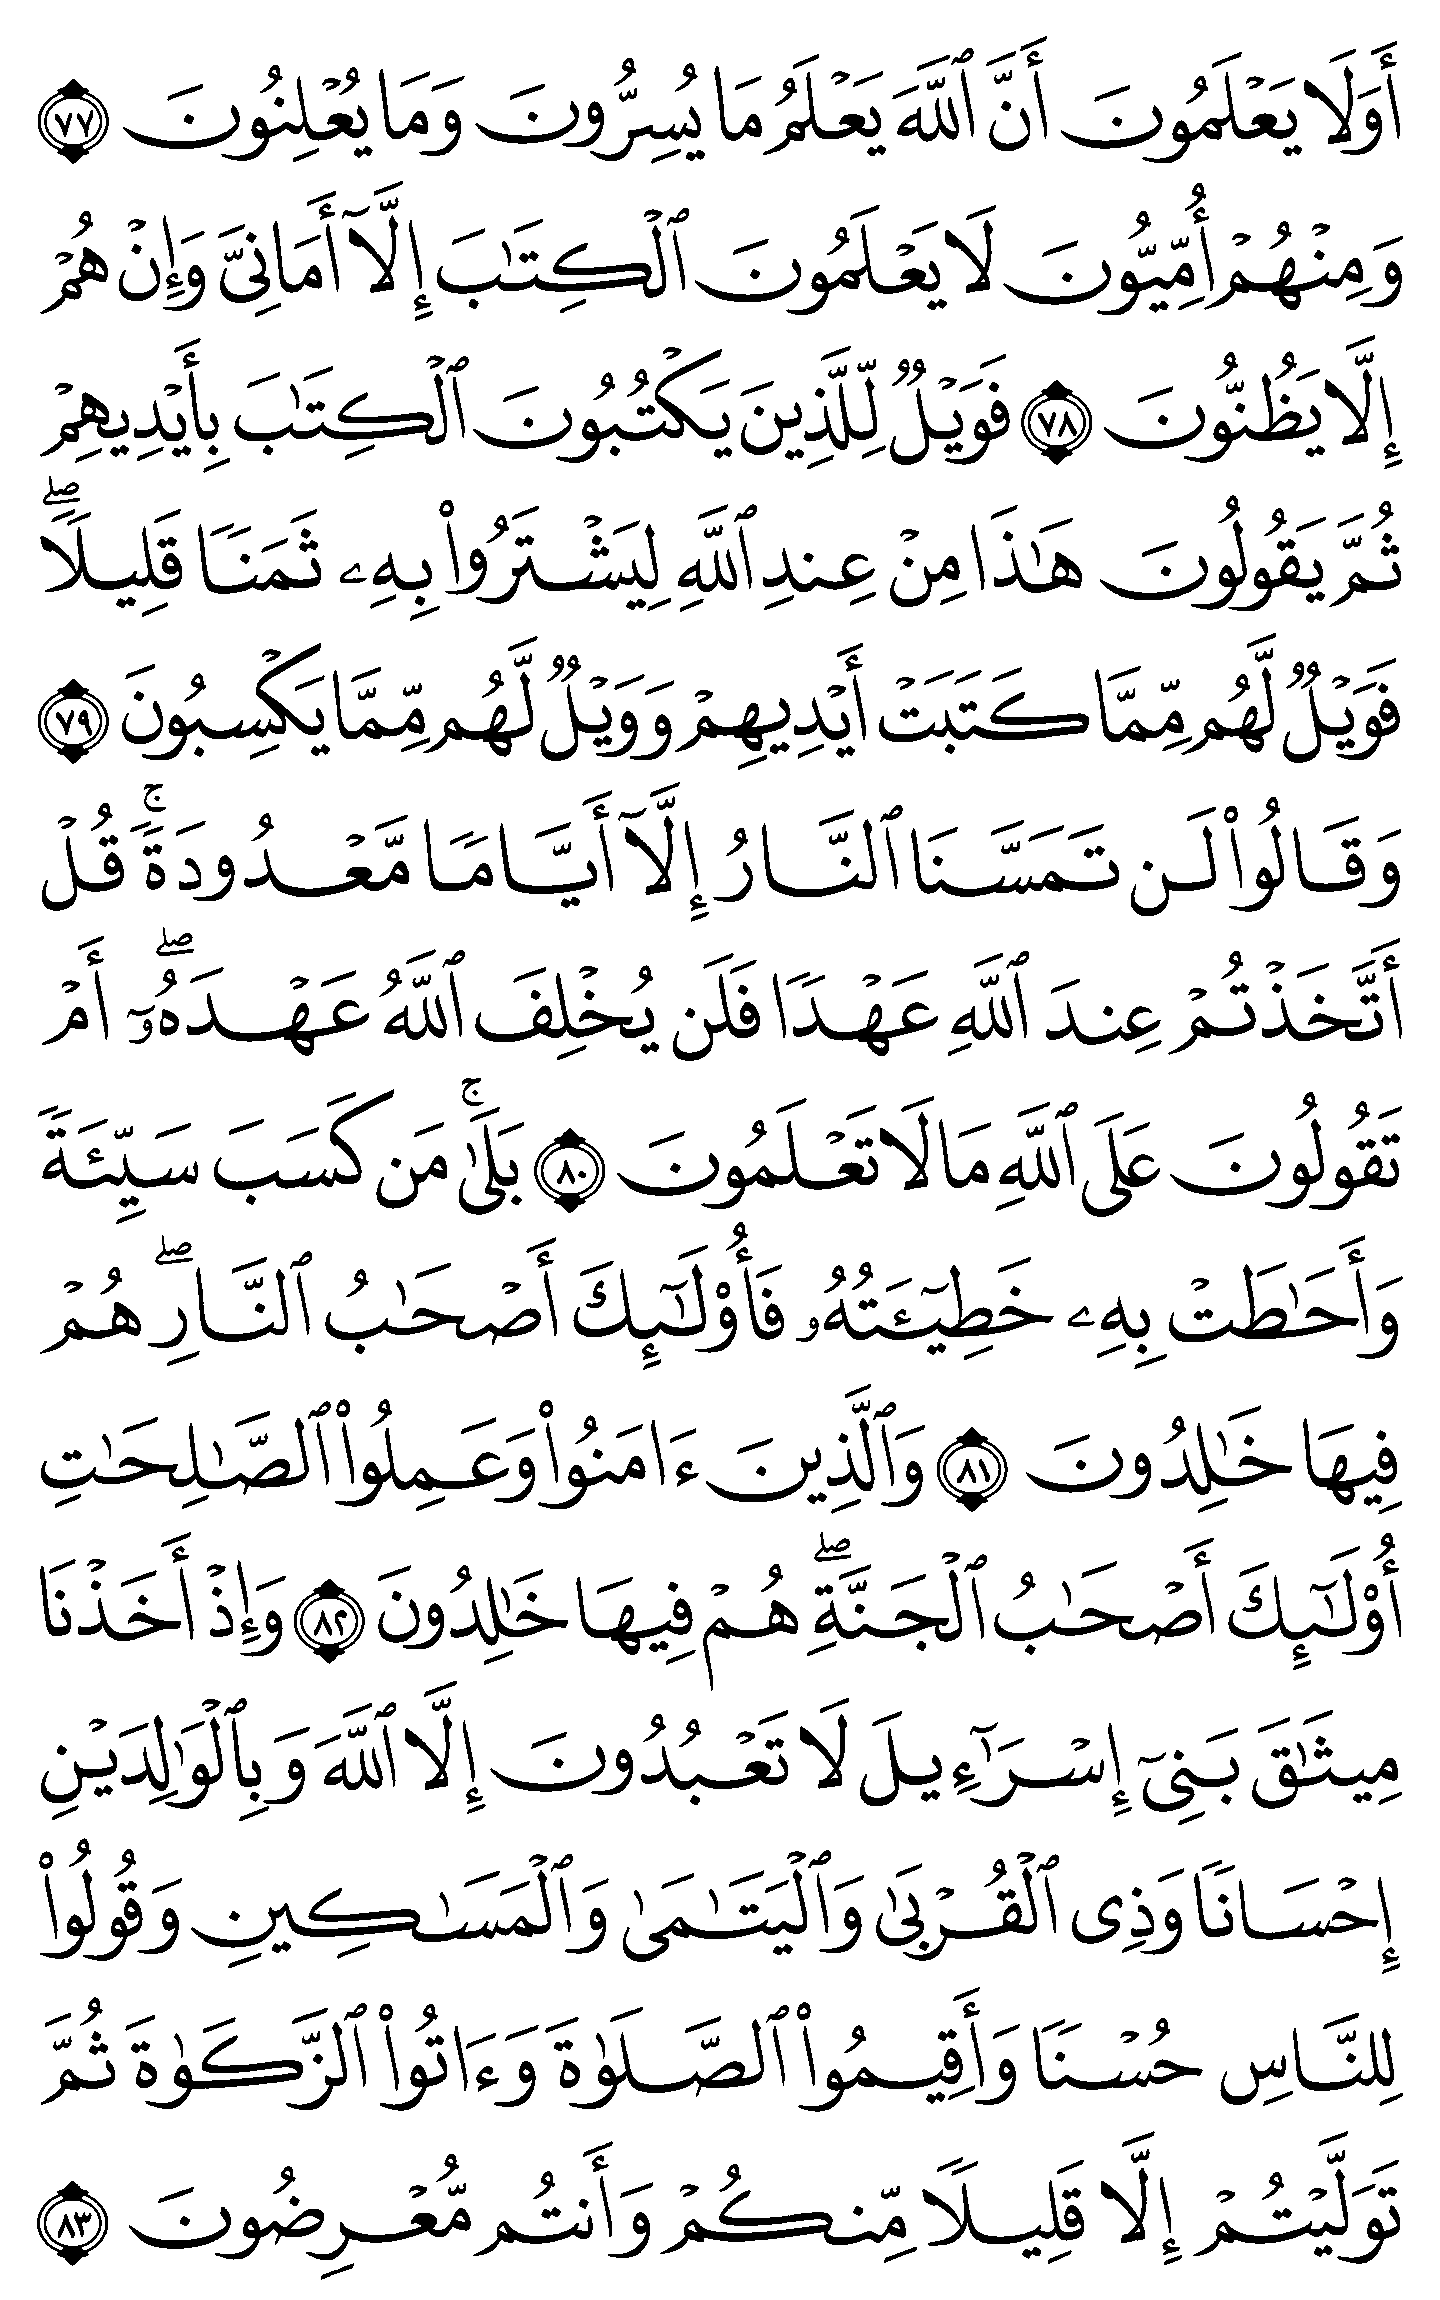 أَوَلَا يَعۡلَمُونَ أَنَّ ٱللَّهَ يَعۡلَمُ مَا يُسِرُّونَ وَمَا يُعۡلِنُونَ ٧٧
وَمِنۡهُمۡ أُمِّيُّونَ لَا يَعۡلَمُونَ ٱلۡكِتَٰبَ إِلَّآ أَمَانِيَّ وَإِنۡ هُمۡ
إِلَّا يَظُنُّونَ ٧٨ فَوَيۡلٞ لِّلَّذِينَ يَكۡتُبُونَ ٱلۡكِتَٰبَ بِأَيۡدِيهِمۡ
ثُمَّ يَقُولُونَ هَٰذَا مِنۡ عِندِ ٱللَّهِ لِيَشۡتَرُواْ بِهِۦ ثَمَنٗا قَلِيلٗاۖ
فَوَيۡلٞ لَّهُم مِّمَّا كَتَبَتۡ أَيۡدِيهِمۡ وَوَيۡلٞ لَّهُم مِّمَّا يَكۡسِبُونَ ٧٩
وَقَالُواْ لَن تَمَسَّنَا ٱلنَّارُ إِلَّآ أَيَّامٗا مَّعۡدُودَةٗۚ قُلۡ
أَتَّخَذۡتُمۡ عِندَ ٱللَّهِ عَهۡدٗا فَلَن يُخۡلِفَ ٱللَّهُ عَهۡدَهُۥٓۖ أَمۡ
تَقُولُونَ عَلَى ٱللَّهِ مَا لَا تَعۡلَمُونَ ٨٠ بَلَىٰۚ مَن كَسَبَ سَيِّئَةٗ
وَأَحَٰطَتۡ بِهِۦ خَطِيٓـَٔتُهُۥ فَأُوْلَٰٓئِكَ أَصۡحَٰبُ ٱلنَّارِۖ هُمۡ
فِيهَا خَٰلِدُونَ ٨١ وَٱلَّذِينَ ءَامَنُواْ وَعَمِلُواْ ٱلصَّٰلِحَٰتِ
أُوْلَٰٓئِكَ أَصۡحَٰبُ ٱلۡجَنَّةِۖ هُمۡ فِيهَا خَٰلِدُونَ ٨٢ وَإِذۡ أَخَذۡنَا
مِيثَٰقَ بَنِيٓ إِسۡرَٰٓءِيلَ لَا تَعۡبُدُونَ إِلَّا ٱللَّهَ وَبِٱلۡوَٰلِدَيۡنِ
إِحۡسَانٗا وَذِي ٱلۡقُرۡبَىٰ وَٱلۡيَتَٰمَىٰ وَٱلۡمَسَٰكِينِ وَقُولُواْ
لِلنَّاسِ حُسۡنٗا وَأَقِيمُواْ ٱلصَّلَوٰةَ وَءَاتُواْ ٱلزَّكَوٰةَ ثُمَّ
تَوَلَّيۡتُمۡ إِلَّا قَلِيلٗا مِّنكُمۡ وَأَنتُم مُّعۡرِضُونَ ٨٣